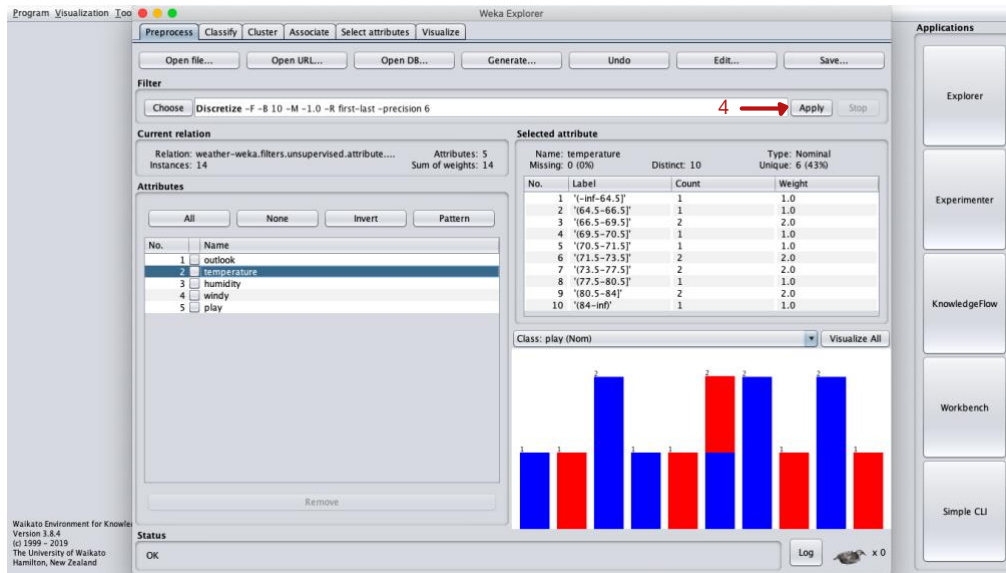 Program Visualization Too
Weka Explorer
Applications
Preprocess Classify Cluster Associate Select attributes Visualize
Open file... Open URL... Open DB... Generate... Undo Edit... Save...
Filter
Choose Discretize -F -B 10 -M -1.0 -R first-last -precision 6 4 Apply Stop
Current relation
Relation: weather-weka.filters.unsupervised.attribute.... Attributes: 5
Instances: 14 Sum of weights: 14
Attributes
All None Invert Pattern
No. Name
1 outlook
2 temperature
3 humidity
4 windy
5 play
Remove
Selected attribute
Name: temperature Type: Nominal
Missing: 0 (0%) Distinct: 10 Unique: 6 (43%)
No. Label Count Weight
1 '(-inf-64.5]' 1 1.0
2 '(64.5-66.5]' 1 1.0
3 '(66.5-69.5]' 2 2.0
4 '(69.5-70.5]' 1 1.0
5 '(70.5-71.5]' 1 1.0
6 '(71.5-73.5]' 2 2.0
7 '(73.5-77.5]' 2 2.0
8 '(77.5-80.5]' 1 1.0
9 '(80.5-84]' 2 2.0
10 '(84-inf)' 1 1.0
Class: play (Nom) Visualize All
1 1 2 1 1 2 2 1 2 1
Explorer
Experimenter
KnowledgeFlow
Workbench
Simple CLI
Waikato Environment for Knowle
Version 3.8.4
(c) 1999 - 2019
The University of Waikato
Hamilton, New Zealand
Status
OK
Log x 0